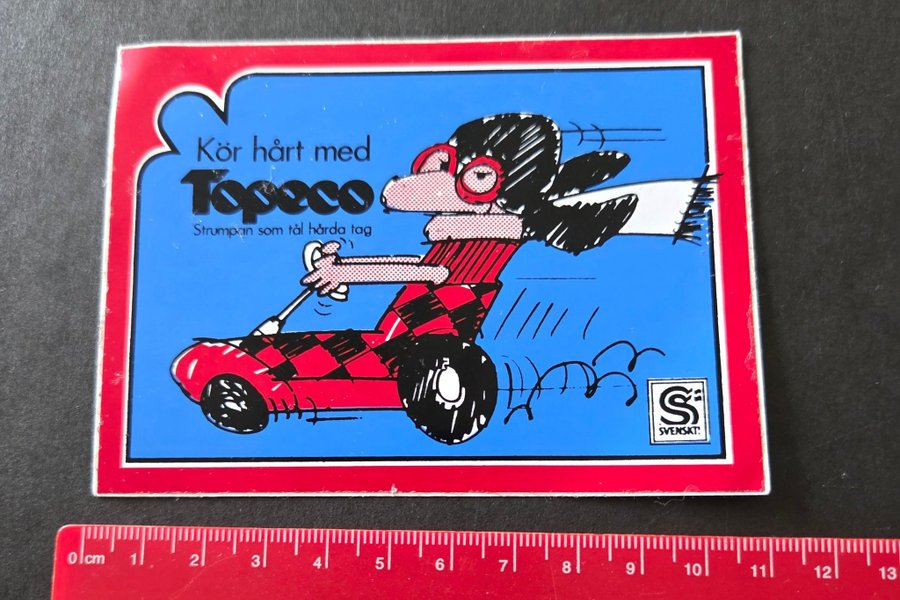 Kör hårt med
Topeco
Strumpan som tål hårda tag
S
SVENSKT!
0 cm 1 2 3 4 5 6 7 8 9 10 11 12 13